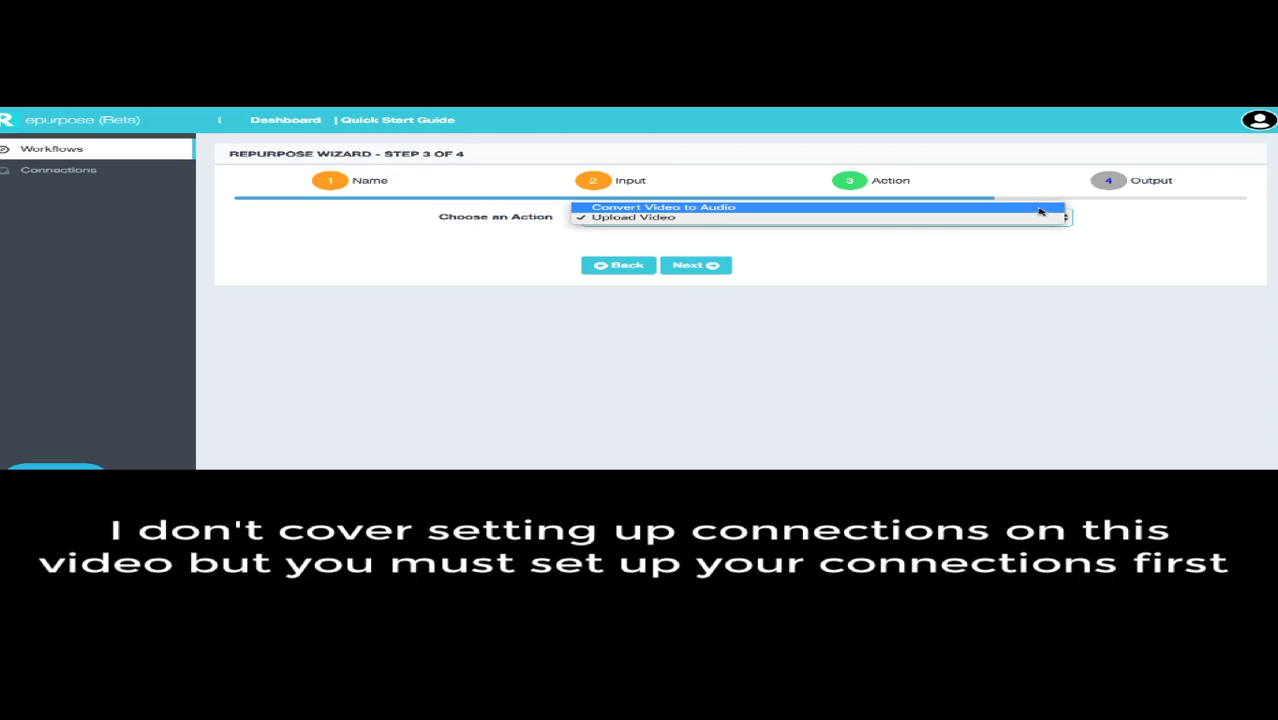 Repurpose (Beta)
Dashboard | Quick Start Guide
Workflows
Connections
REPURPOSE WIZARD - STEP 3 OF 4
1 Name
2 Input
3 Action
4 Output
Choose an Action
Convert Video to Audio
✓ Upload Video
Back
Next
I don't cover setting up connections on this
video but you must set up your connections first